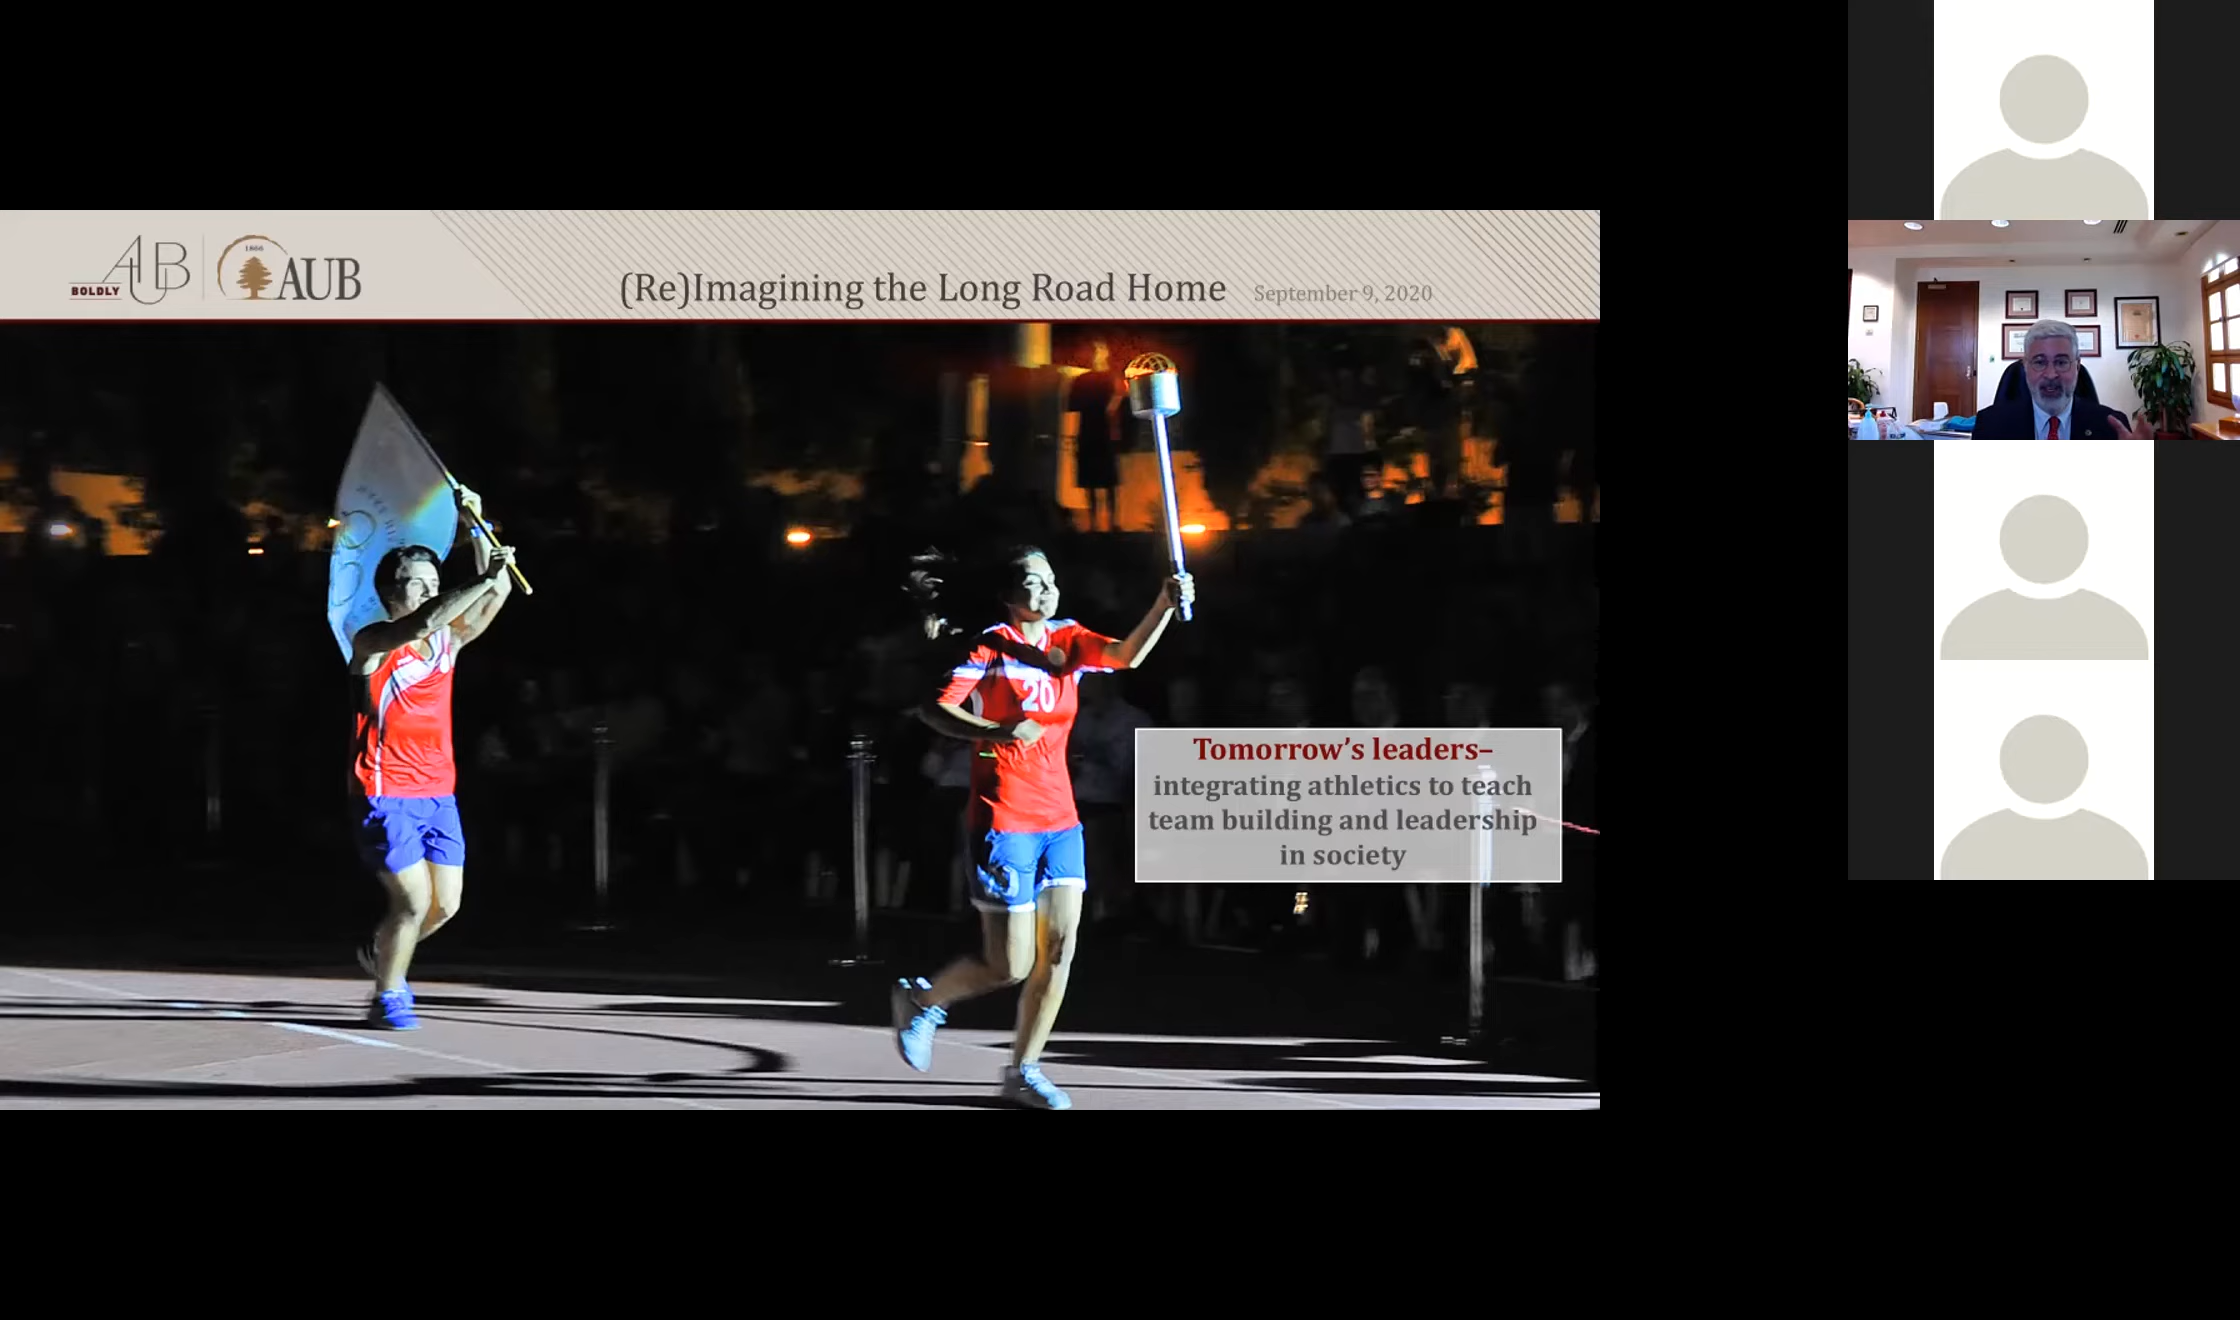 AUB
BOLDLY
1866
AUB
(Re)Imagining the Long Road Home September 9, 2020
20
Tomorrow's leaders–
integrating athletics to teach
team building and leadership
in society